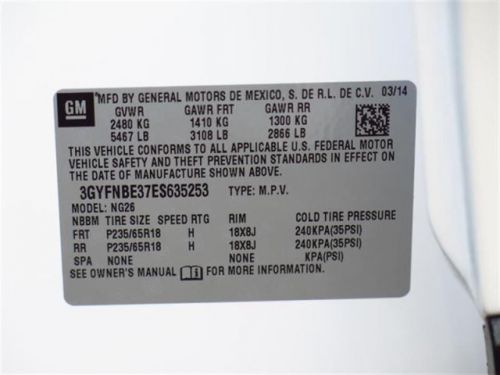 GM
*MFD BY GENERAL MOTORS DE MEXICO, S. DE R.L. DE C.V. 03/14
GVWR GAWR FRT GAWR RR
2480 KG 1410 KG 1300 KG
5467 LB 3108 LB 2866 LB
THIS VEHICLE CONFORMS TO ALL APPLICABLE U.S. FEDERAL MOTOR
VEHICLE SAFETY AND THEFT PREVENTION STANDARDS IN EFFECT ON
THE DATE OF MANUFACTURE SHOWN ABOVE.
3GYFNBE37ES635253 TYPE: M.P.V.
MODEL: NG26
NBBM TIRE SIZE SPEED RTG RIM COLD TIRE PRESSURE
FRT P235/65R18 H 18X8J 240KPA(35PSI)
RR P235/65R18 H 18X8J 240KPA(35PSI)
SPA NONE NONE KPA(PSI)
SEE OWNER'S MANUAL FOR MORE INFORMATION.